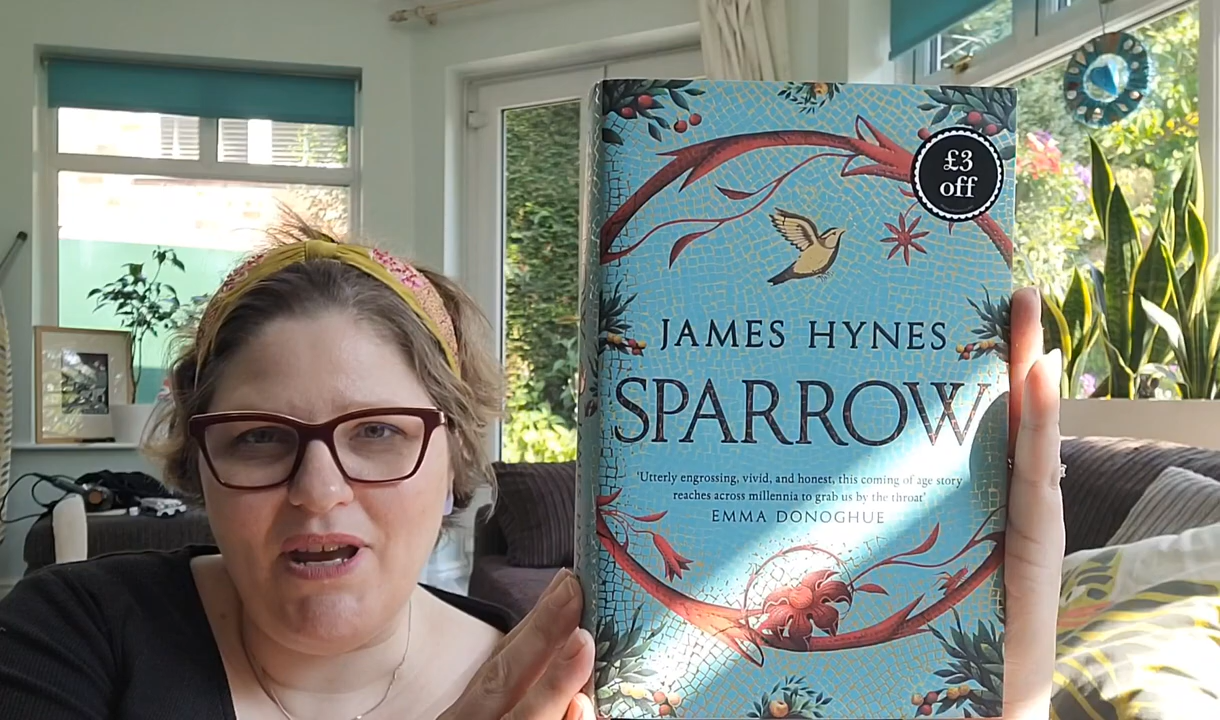 £3
off
JAMES HYNES
SPARROW
'Utterly engrossing, vivid, and honest, this coming of age story
reaches across millennia to grab us by the throat'
EMMA DONOGHUE